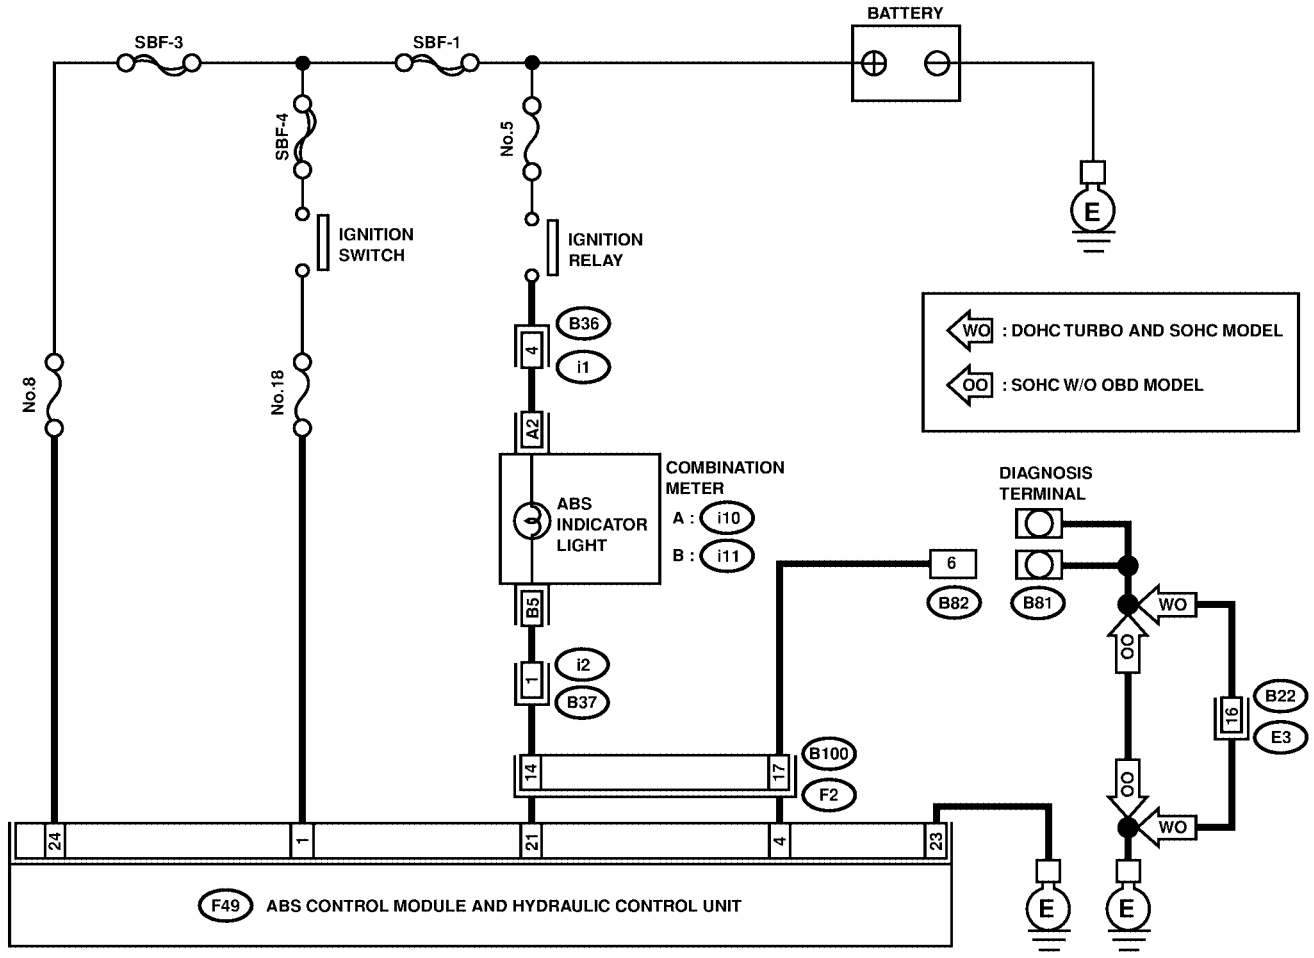 BATTERY
SBF-3
SBF-1
SBF-4
No.5
E
IGNITION
SWITCH
IGNITION
RELAY
B36
4
i1
WO : DOHC TURBO AND SOHC MODEL
OO : SOHC W/O OBD MODEL
No.8
No.18
A2
COMBINATION
METER
A : i10
B : i11
ABS
INDICATOR
LIGHT
DIAGNOSIS
TERMINAL
6
B82
B81
B5
WO
OO
i2
1
B37
B22
16
E3
B100
14
17
F2
OO
WO
24
1
21
4
23
F49 ABS CONTROL MODULE AND HYDRAULIC CONTROL UNIT
E
E